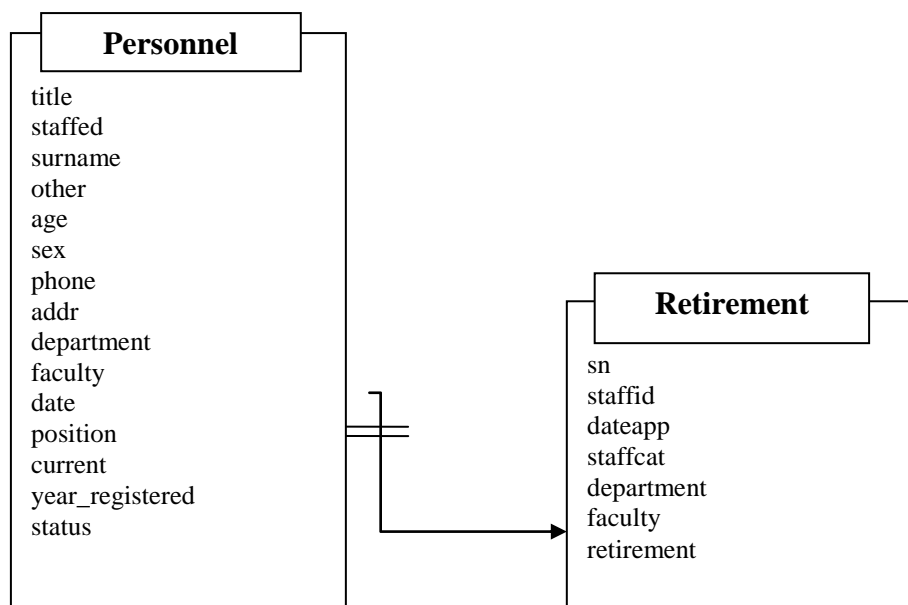 Personnel
title
staffed
surname
other
age
sex
phone
addr
department
faculty
date
position
current
year_registered
status
Retirement
sn
staffid
dateapp
staffcat
department
faculty
retirement